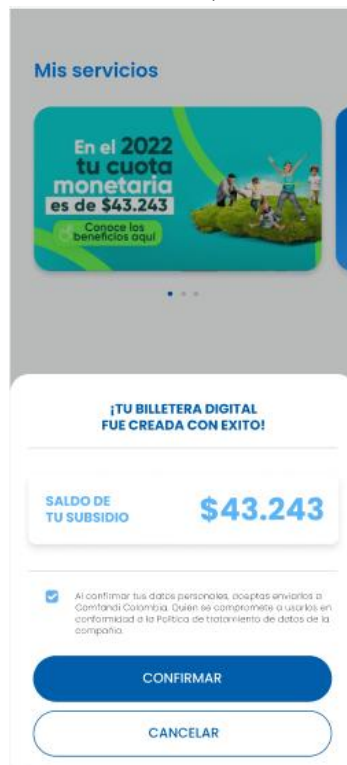 Mis servicios
En el 2022
tu cuota
monetaria
es de $43.243
Conoce los
beneficios aquí
¡TU BILLETERA DIGITAL
FUE CREADA CON EXITO!
SALDO DE
TU SUBSIDIO
$43.243
Al confirmar tus datos personales, aceptas enviarlos a
Comfandi Colombia. Quien se compromete a usarlos en
conformidad a la Política de tratamiento de datos de la
compañia.
CONFIRMAR
CANCELAR